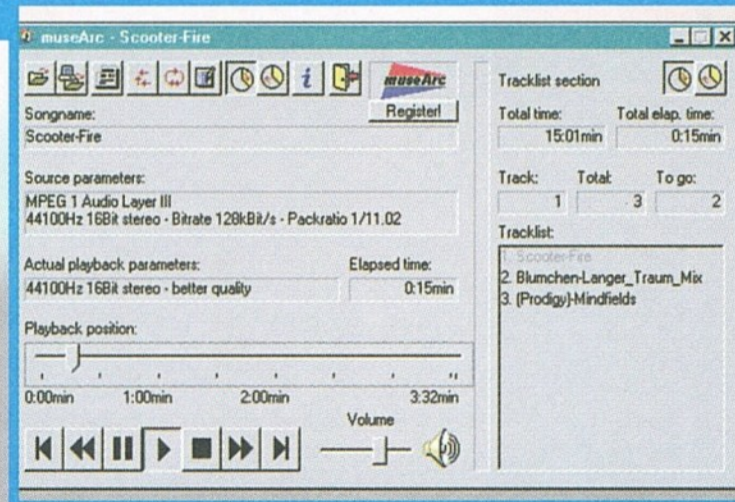 museArc - Scooter-Fire
museArc
Register!
Songname:
Scooter-Fire
Source parameters:
MPEG 1 Audio Layer III
44100Hz 16Bit stereo - Bitrate 128kBit/s - Packratio 1/11.02
Actual playback parameters:
Elapsed time:
44100Hz 16Bit stereo - better quality
0:15min
Playback position:
0:00min 1:00min 2:00min 3:32min
Volume
Tracklist section
Total time: Total elap. time:
15:01min 0:15min
Track: Total: To go:
1 3 2
Tracklist:
1. Scooter-Fire
2. Blumchen-Langer_Traum_Mix
3. (Prodigy)-Mindfields